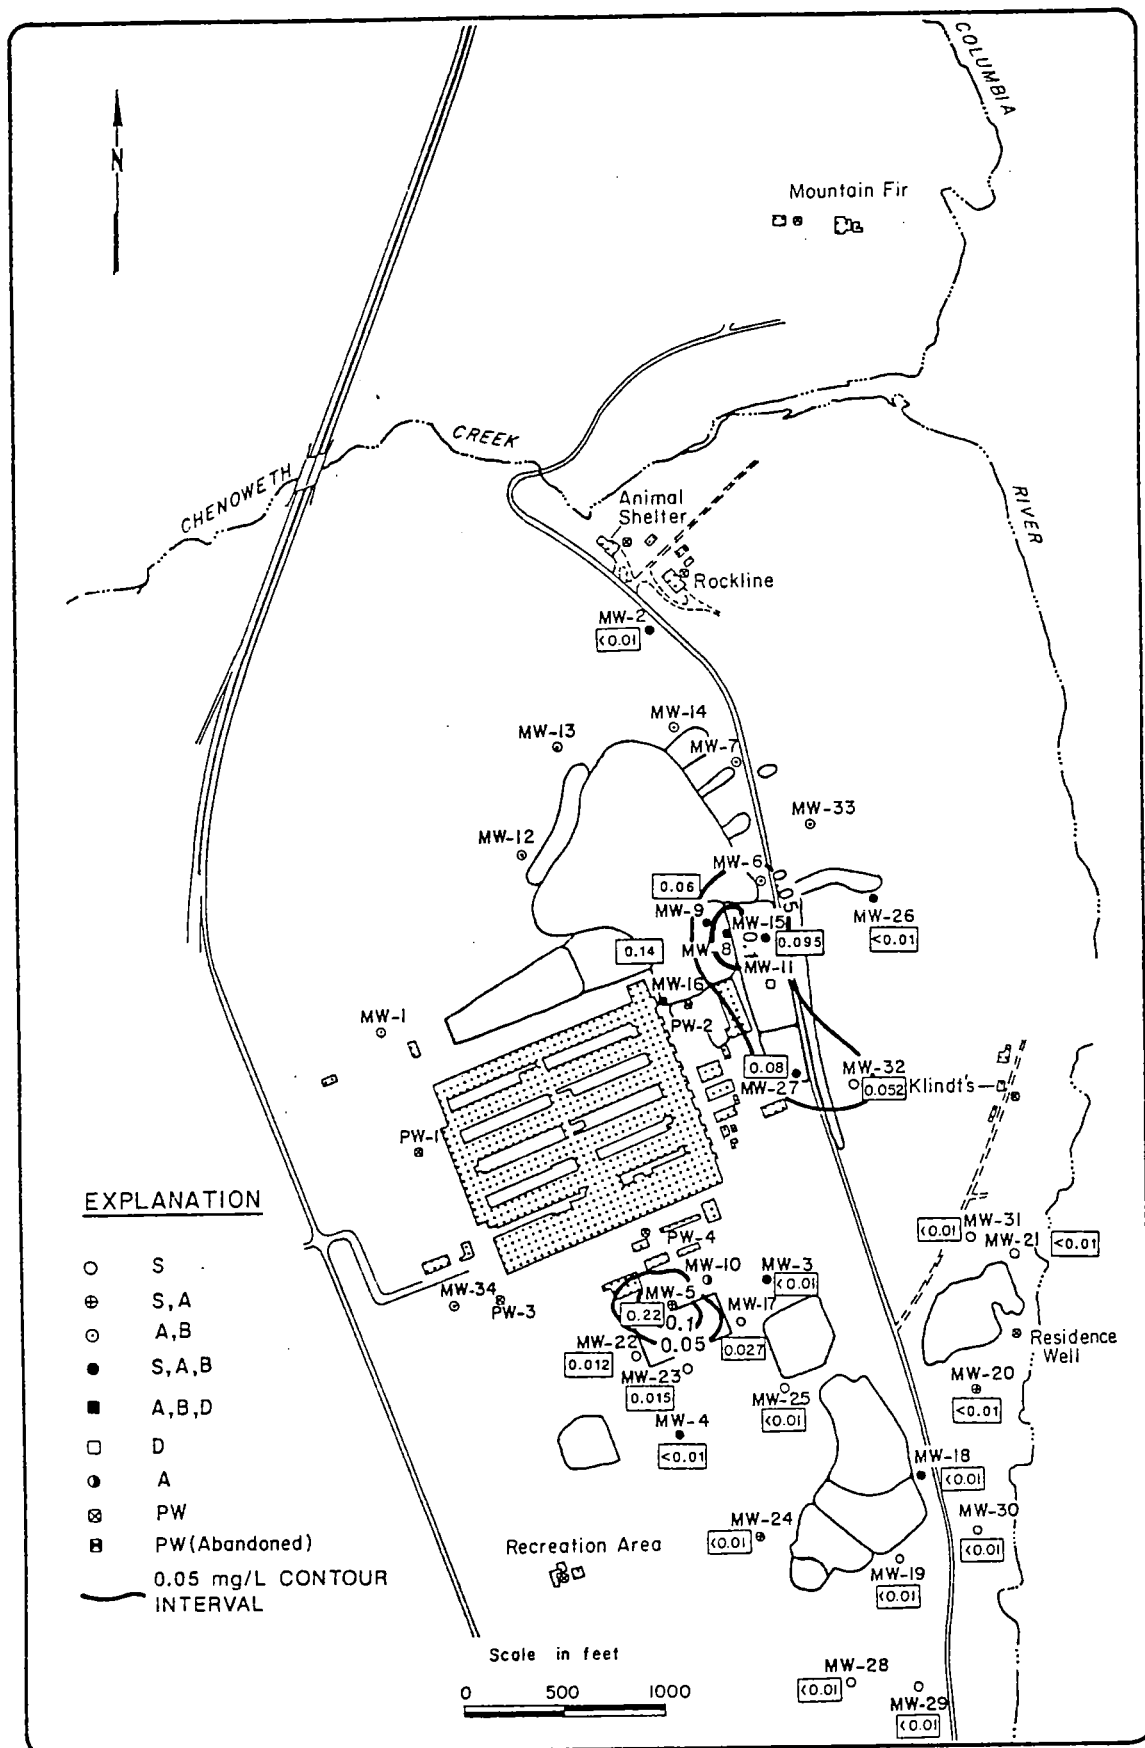 COLUMBIA
N
Mountain Fir
CREEK
CHENOWETH
RIVER
Animal
Shelter
Rockline
MW-2
<0.01
MW-14
MW-13
MW-7
MW-33
MW-12
MW-6
0.05
0.06
MW-9
MW-15
MW-26
0.1
0.095
<0.01
0.14
MW-8
MW-11
MW-16
PW-2
MW-1
0.08
MW-27
MW-32
0.052
Klindt's
PW-1
EXPLANATION
S
S, A
A, B
S, A, B
A, B, D
D
A
PW
PW (Abandoned)
0.05 mg/L CONTOUR
INTERVAL
<0.01
MW-31
MW-21
<0.01
PW-4
MW-10
MW-3
<0.01
MW-34
PW-3
MW-5
0.22
0.1
0.05
MW-17
0.027
MW-22
0.012
MW-23
0.015
Residence
Well
MW-20
<0.01
MW-25
<0.01
MW-4
<0.01
MW-18
<0.01
MW-24
<0.01
MW-30
<0.01
Recreation Area
MW-19
<0.01
Scale in feet
0 500 1000
MW-28
<0.01
MW-29
<0.01